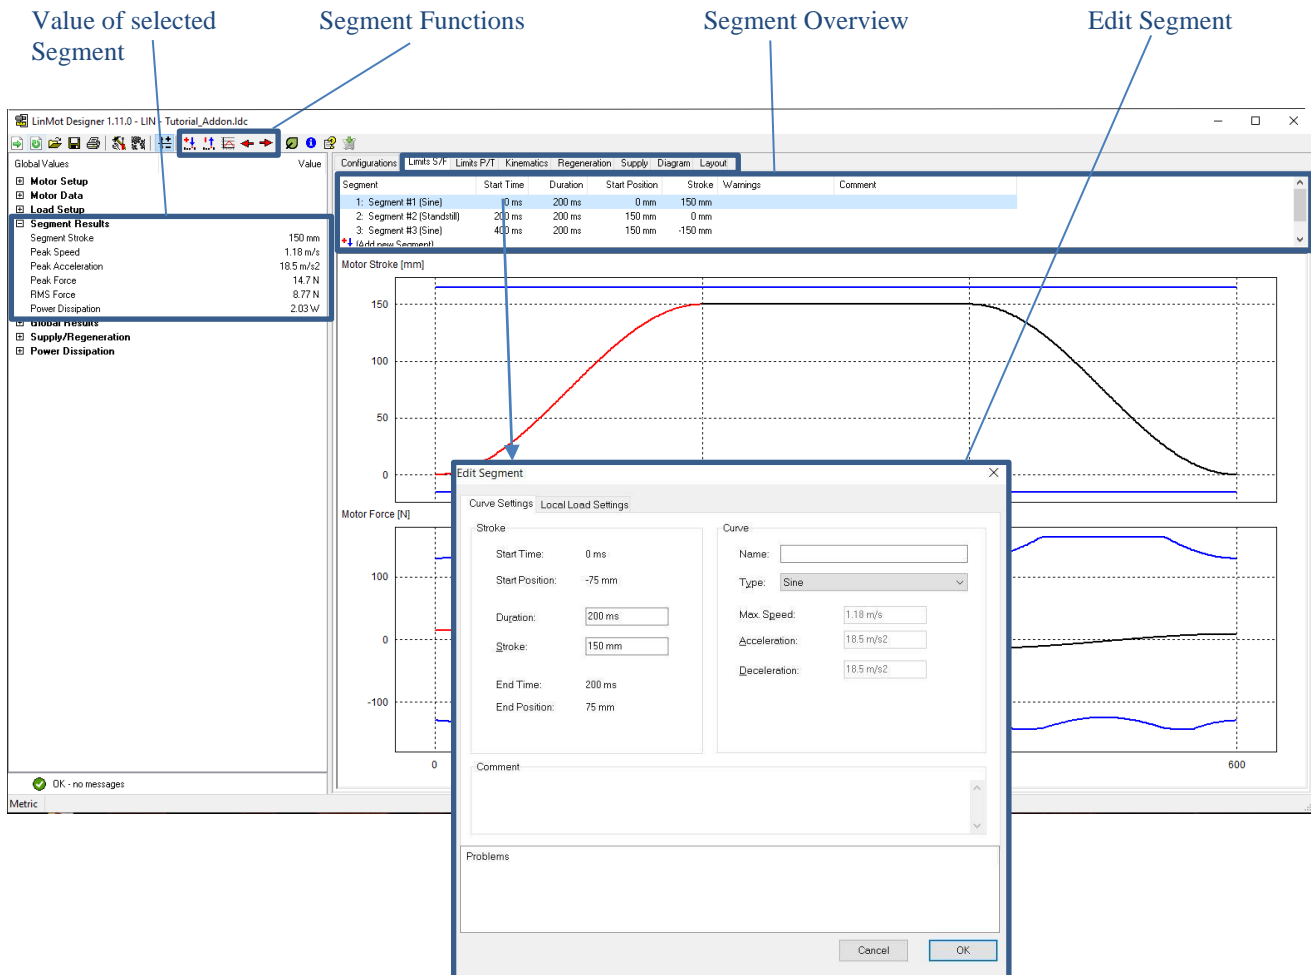 Value of selected Segment
Segment Functions
Segment Overview
Edit Segment
LinMot Designer 1.11.0 - LIN - Tutorial_Addon.ldc
Global Values Value
Motor Setup
Motor Data
Load Setup
Segment Results
Segment Stroke 150 mm
Peak Speed 1.18 m/s
Peak Acceleration 18.5 m/s2
Peak Force 14.7 N
RMS Force 8.77 N
Power Dissipation 2.03 W
Global Results
Supply/Regeneration
Power Dissipation
OK - no messages
Metric
Configurations Limits S/F Limits P/T Kinematics Regeneration Supply Diagram Layout
Segment Start Time Duration Start Position Stroke Warnings Comment
1: Segment #1 (Sine) 0 ms 200 ms 0 mm 150 mm
2: Segment #2 (Standstill) 200 ms 200 ms 150 mm 0 mm
3: Segment #3 (Sine) 400 ms 200 ms 150 mm -150 mm
(Add new Segment)
Motor Stroke [mm]
150
100
50
0
Motor Force [N]
100
0
-100
0 600
Edit Segment
Curve Settings Local Load Settings
Stroke
Start Time: 0 ms
Start Position: -75 mm
Duration: 200 ms
Stroke: 150 mm
End Time: 200 ms
End Position: 75 mm
Curve
Name:
Type: Sine
Max. Speed: 1.18 m/s
Acceleration: 18.5 m/s2
Deceleration: 18.5 m/s2
Comment
Problems
Cancel OK